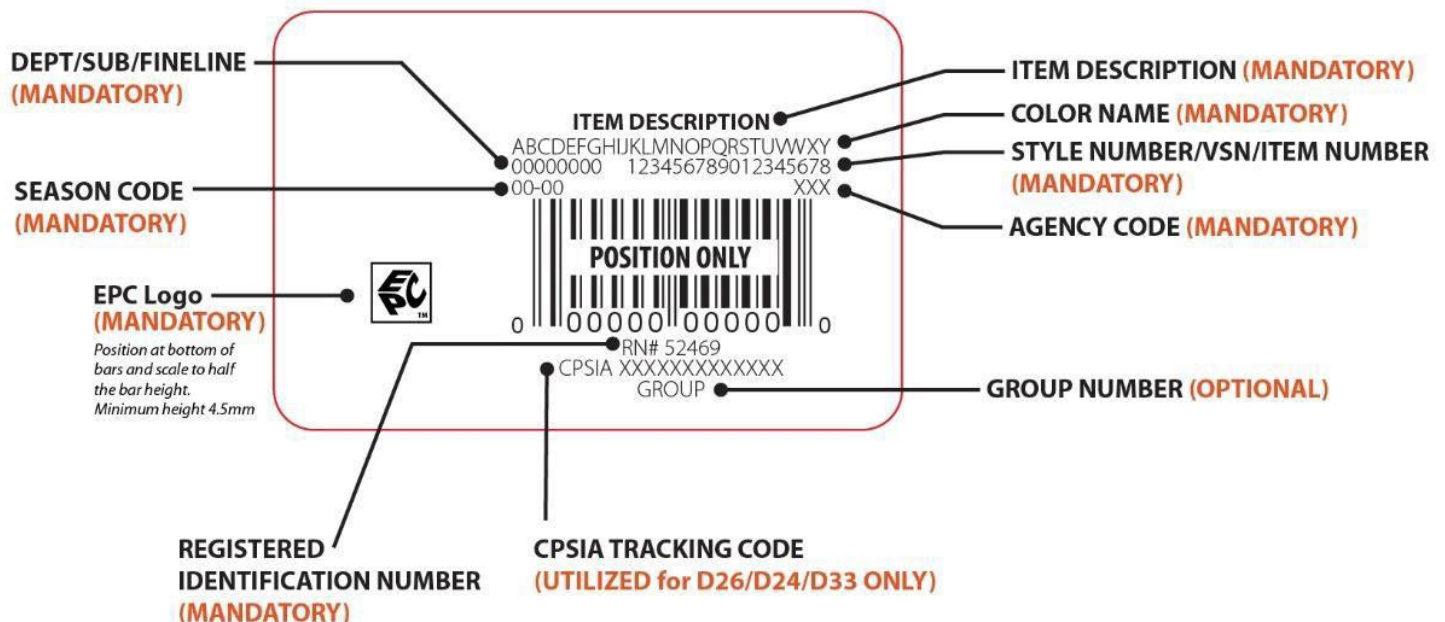 DEPT/SUB/FINELINE
(MANDATORY)
SEASON CODE
(MANDATORY)
EPC Logo
(MANDATORY)
Position at bottom of
bars and scale to half
the bar height.
Minimum height 4.5mm
ITEM DESCRIPTION
ABCDEFGHIJKLMNOPQRSTUVWXY
00000000 123456789012345678
00-00 XXX
POSITION ONLY
EPC TM
0 00000 00000 0
RN# 52469
CPSIA XXXXXXXXXXXXX
GROUP
ITEM DESCRIPTION (MANDATORY)
COLOR NAME (MANDATORY)
STYLE NUMBER/VSN/ITEM NUMBER
(MANDATORY)
AGENCY CODE (MANDATORY)
GROUP NUMBER (OPTIONAL)
REGISTERED
IDENTIFICATION NUMBER
(MANDATORY)
CPSIA TRACKING CODE
(UTILIZED for D26/D24/D33 ONLY)